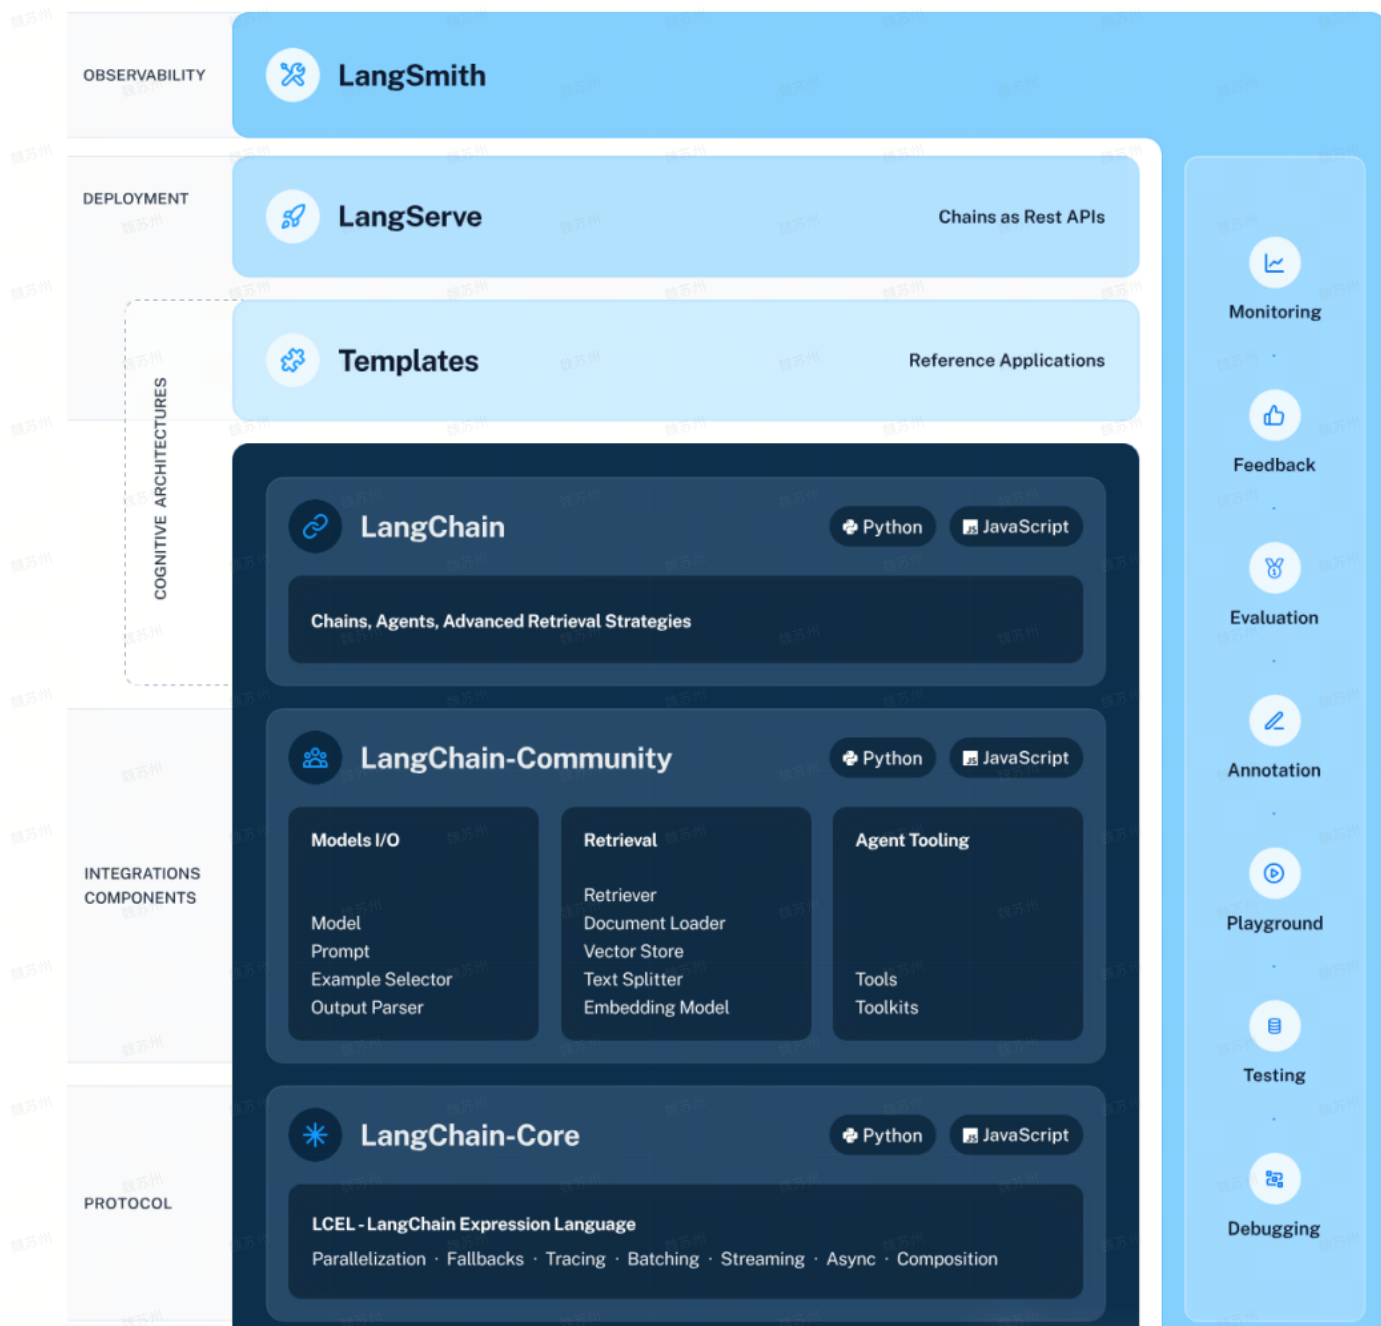 OBSERVABILITY
LangSmith
DEPLOYMENT
LangServe
Chains as Rest APIs
Templates
Reference Applications
COGNITIVE ARCHITECTURES
LangChain
Python
JavaScript
Chains, Agents, Advanced Retrieval Strategies
INTEGRATIONS
COMPONENTS
LangChain-Community
Python
JavaScript
Models I/O
Model
Prompt
Example Selector
Output Parser
Retrieval
Retriever
Document Loader
Vector Store
Text Splitter
Embedding Model
Agent Tooling
Tools
Toolkits
PROTOCOL
LangChain-Core
Python
JavaScript
LCEL - LangChain Expression Language
Parallelization · Fallbacks · Tracing · Batching · Streaming · Async · Composition
Monitoring
Feedback
Evaluation
Annotation
Playground
Testing
Debugging
魏苏州